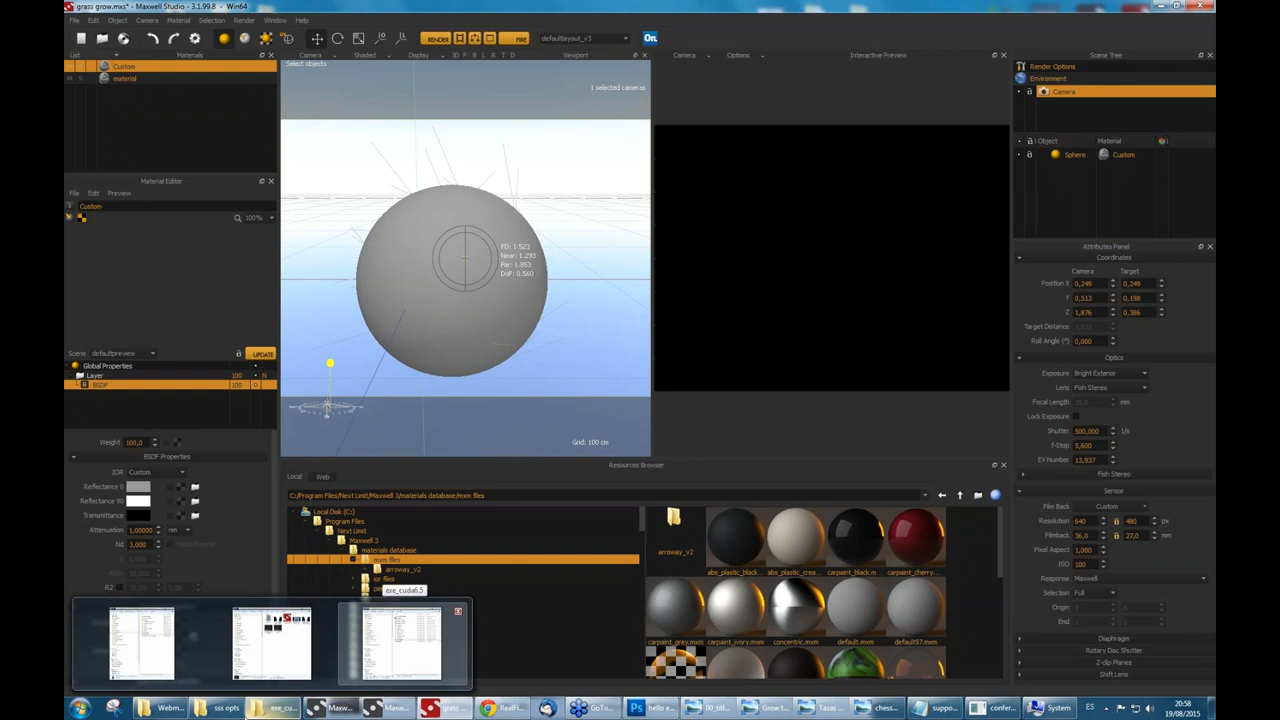 grass grow.mxs* - Maxwell Studio - 3.1.99.8 - Win64
File Edit Object Camera Material Selection Render Window Help
RENDER FIRE defaultlayout_v3 On
List Materials
Custom
M S material
Camera Shaded Display 3D F B L R T D Viewport
Select objects
1 selected cameras
FD: 1.523
Near: 1.293
Far: 1.853
DoF: 0.560
Grid: 100 cm
Camera Options Interactive Preview
Scene Tree
Render Options
Environment
Camera
Object Material
Sphere Custom
Material Editor
File Edit Preview
Custom
100%
Scene: defaultpreview UPDATE
Global Properties
Layer 100 N
BSDF 100
Weight 100,0
BSDF Properties
IOR: Custom
Reflectance 0
Reflectance 90
Transmittance:
Attenuation: 1,00000 nm
Nd 3,000
R2
Attributes Panel
Coordinates
Camera Target
Position X 0,249 0,249
Y 0,513 0,198
Z 1,876 0,386
Target Distance
Roll Angle (º) 0,000
Optics
Exposure: Bright Exterior
Lens: Fish Stereo
Focal Length mm
Lock Exposure
Shutter 500,000 1/s
f-Stop 5,600
EV Number 13,937
Fish Stereo
Sensor
Film Back Custom
Resolution 640 480 px
Filmback 36,0 27,0 mm
Pixel Aspect 1,000
ISO 100
Response Maxwell
Selection: Full
Origin
End
Diaphragm
Rotary Disc Shutter
Z-clip Planes
Shift Lens
Resources Browser
Local Web
C:/Program Files/Next Limit/Maxwell 3/materials database/mxm files
Local Disk (C:)
Program Files
Next Limit
Maxwell 3
materials database
mxm files
arroway_v2
ior files
exe_cuda6.5
arroway_v2 abs_plastic_black... abs_plastic_crea... carpaint_black.m... carpaint_cherry....
carpaint_grey.mxm carpaint_ivory.mxm concentric.mxm default.mxm default97.mxm
Webm... sss opts exe_cu... Maxw... Maxw... grass ... RealFl... GoTo... hello e... 00_titl... Grow t... Tazas ... chess... suppo... confer... System ES
20:58
19/08/2015